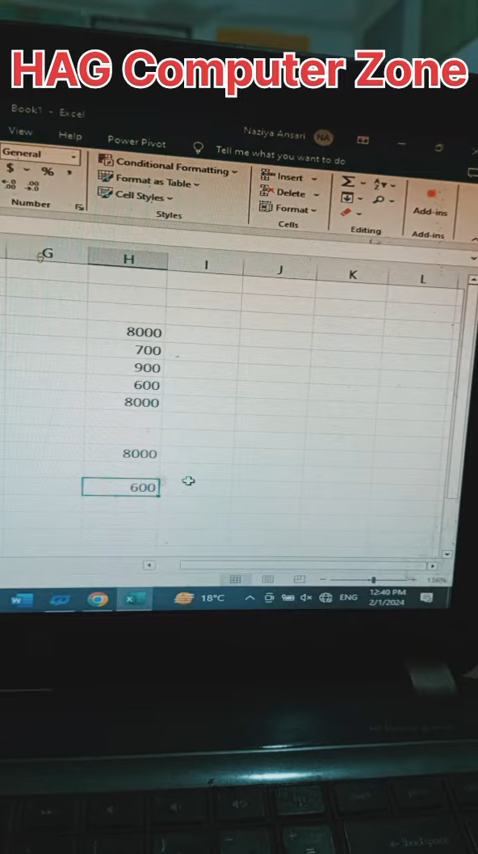 HAG Computer Zone
Book1 - Excel
Naziya Ansari NA
View Help Power Pivot Tell me what you want to do
General
$ % ,
Number
Conditional Formatting
Format as Table
Cell Styles
Styles
Insert
Delete
Format
Cells
Editing
Add-ins
Add-ins
G H I J K L
8000
700
900
600
8000
8000
600
18°C ENG 12:40 PM
2/1/2024